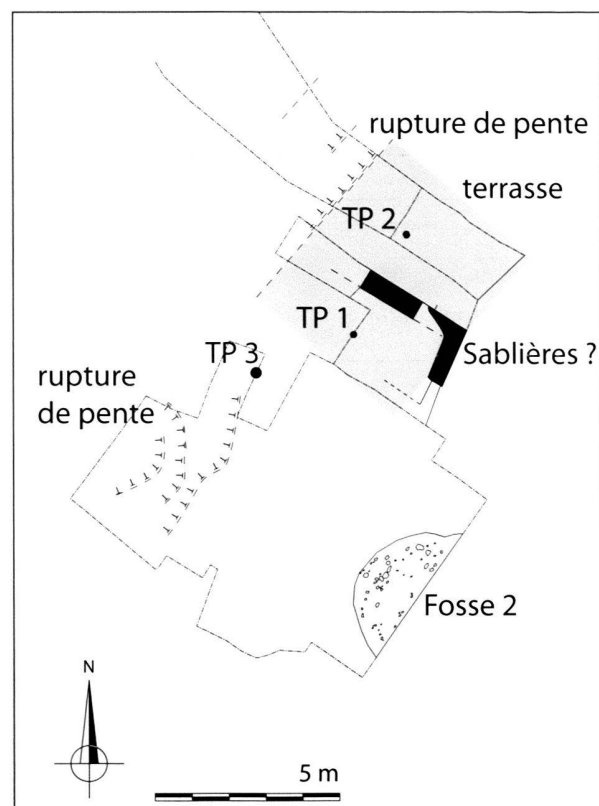 rupture de pente
terrasse
TP 2
TP 1
TP 3
Sablières ?
rupture
de pente
Fosse 2
N
5 m